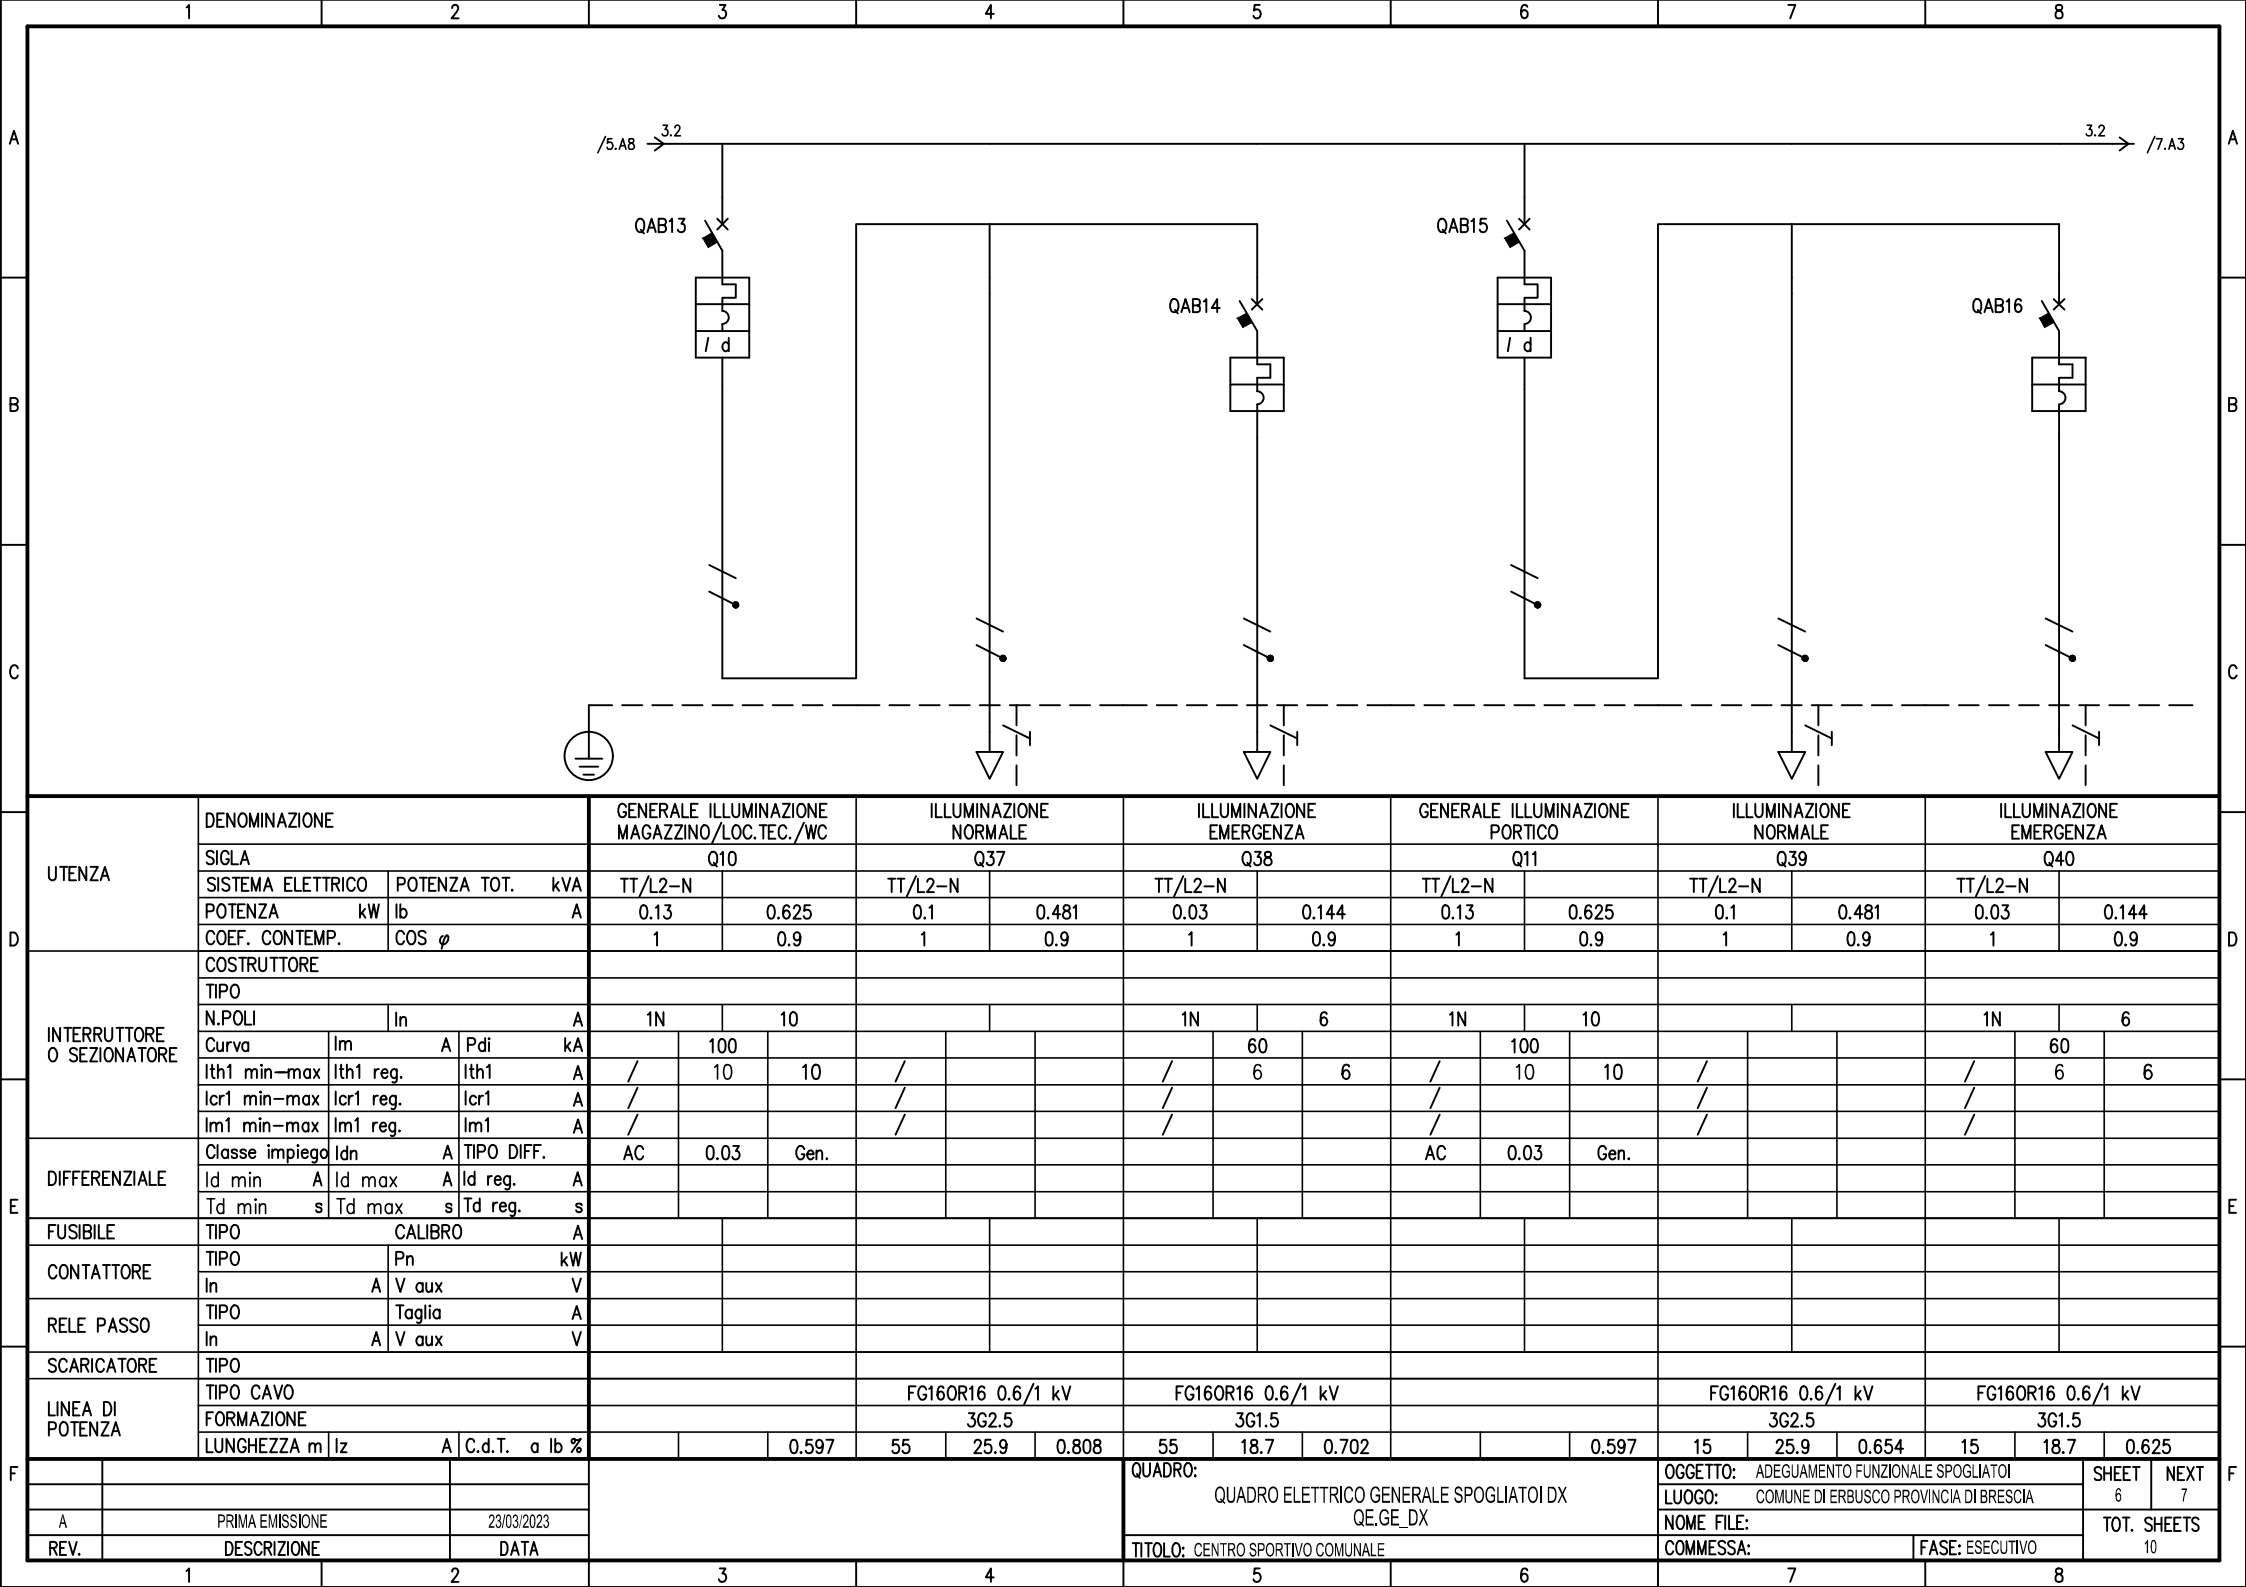 1 2 3 4 5 6 7 8
A A
/5.A8 3.2 3.2 /7.A3
QAB13 QAB15
QAB14 QAB16
I d I d
B B
C C
UTENZA
DENOMINAZIONE
GENERALE ILLUMINAZIONE MAGAZZINO/LOC.TEC./WC
ILLUMINAZIONE NORMALE
ILLUMINAZIONE EMERGENZA
GENERALE ILLUMINAZIONE PORTICO
ILLUMINAZIONE NORMALE
ILLUMINAZIONE EMERGENZA
SIGLA Q10 Q37 Q38 Q11 Q39 Q40
SISTEMA ELETTRICO POTENZA TOT. kVA TT/L2-N TT/L2-N TT/L2-N TT/L2-N TT/L2-N TT/L2-N
POTENZA kW Ib A 0.13 0.625 0.1 0.481 0.03 0.144 0.13 0.625 0.1 0.481 0.03 0.144
D COEF. CONTEMP. COS φ 1 0.9 1 0.9 1 0.9 1 0.9 1 0.9 1 0.9 D
INTERRUTTORE O SEZIONATORE
COSTRUTTORE
TIPO
N.POLI In A 1N 10 1N 6 1N 10 1N 6
Curva Im A Pdi kA 100 60 100 60
Ith1 min-max Ith1 reg. Ith1 A / 10 10 / / 6 6 / 10 10 / / 6 6
Icr1 min-max Icr1 reg. Icr1 A / / / / / /
Im1 min-max Im1 reg. Im1 A / / / / / /
DIFFERENZIALE
Classe impiego Idn A TIPO DIFF. AC 0.03 Gen. AC 0.03 Gen.
Id min A Id max A Id reg. A
E Td min s Td max s Td reg. s E
FUSIBILE TIPO CALIBRO A
CONTATTORE
TIPO Pn kW
In A V aux V
RELE PASSO
TIPO Taglia A
In A V aux V
SCARICATORE TIPO
LINEA DI POTENZA
TIPO CAVO FG16OR16 0.6/1 kV FG16OR16 0.6/1 kV FG16OR16 0.6/1 kV FG16OR16 0.6/1 kV
FORMAZIONE 3G2.5 3G1.5 3G2.5 3G1.5
LUNGHEZZA m Iz A C.d.T. a Ib % 0.597 55 25.9 0.808 55 18.7 0.702 0.597 15 25.9 0.654 15 18.7 0.625
F F
A PRIMA EMISSIONE 23/03/2023
REV. DESCRIZIONE DATA
QUADRO:
QUADRO ELETTRICO GENERALE SPOGLIATOI DX
QE.GE_DX
TITOLO: CENTRO SPORTIVO COMUNALE
OGGETTO: ADEGUAMENTO FUNZIONALE SPOGLIATOI
LUOGO: COMUNE DI ERBUSCO PROVINCIA DI BRESCIA
NOME FILE:
COMMESSA: FASE: ESECUTIVO
SHEET NEXT
6 7
TOT. SHEETS
10
1 2 3 4 5 6 7 8